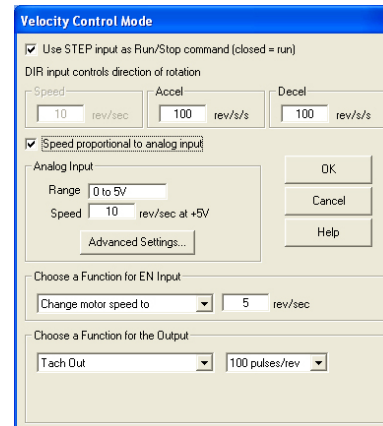 Velocity Control Mode
Use STEP input as Run/Stop command (closed = run)
DIR input controls direction of rotation
Speed
10 rev/sec
Accel
100 rev/s/s
Decel
100 rev/s/s
Speed proportional to analog input
Analog Input
Range 0 to 5V
Speed 10 rev/sec at +5V
Advanced Settings...
OK
Cancel
Help
Choose a Function for EN Input
Change motor speed to 5 rev/sec
Choose a Function for the Output
Tach Out 100 pulses/rev